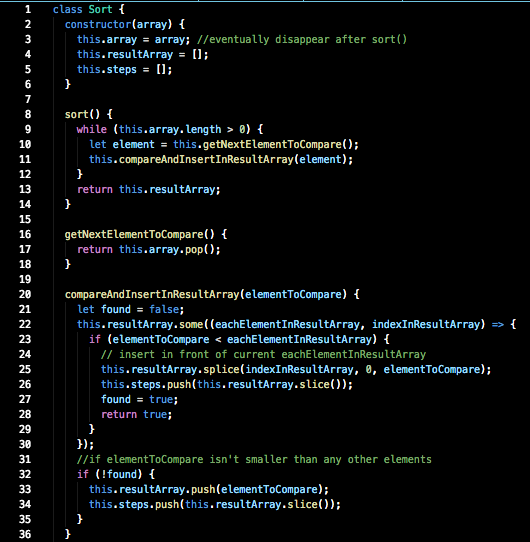 1 class Sort {
2   constructor(array) {
3     this.array = array; //eventually disappear after sort()
4     this.resultArray = [];
5     this.steps = [];
6   }
7
8   sort() {
9     while (this.array.length > 0) {
10       let element = this.getNextElementToCompare();
11       this.compareAndInsertInResultArray(element);
12     }
13     return this.resultArray;
14   }
15
16   getNextElementToCompare() {
17     return this.array.pop();
18   }
19
20   compareAndInsertInResultArray(elementToCompare) {
21     let found = false;
22     this.resultArray.some((eachElementInResultArray, indexInResultArray) => {
23       if (elementToCompare < eachElementInResultArray) {
24         // insert in front of current eachElementInResultArray
25         this.resultArray.splice(indexInResultArray, 0, elementToCompare);
26         this.steps.push(this.resultArray.slice());
27         found = true;
28         return true;
29       }
30     });
31     //if elementToCompare isn't smaller than any other elements
32     if (!found) {
33       this.resultArray.push(elementToCompare);
34       this.steps.push(this.resultArray.slice());
35     }
36   }